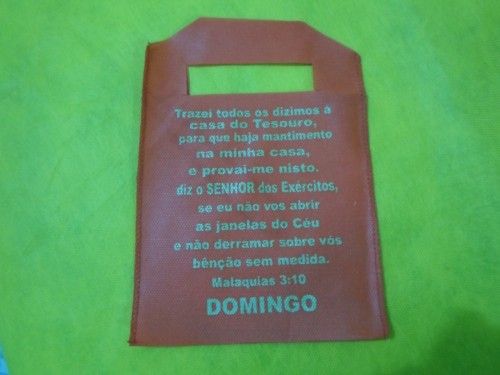 Trazei todos os dizimos à
casa do Tesouro,
para que haja mantimento
na minha casa,
e provai-me nisto.
diz o SENHOR dos Exércitos,
se eu não vos abrir
as janelas do Céu
e não derramar sobre vós
bênção sem medida.
Malaquias 3:10
DOMINGO